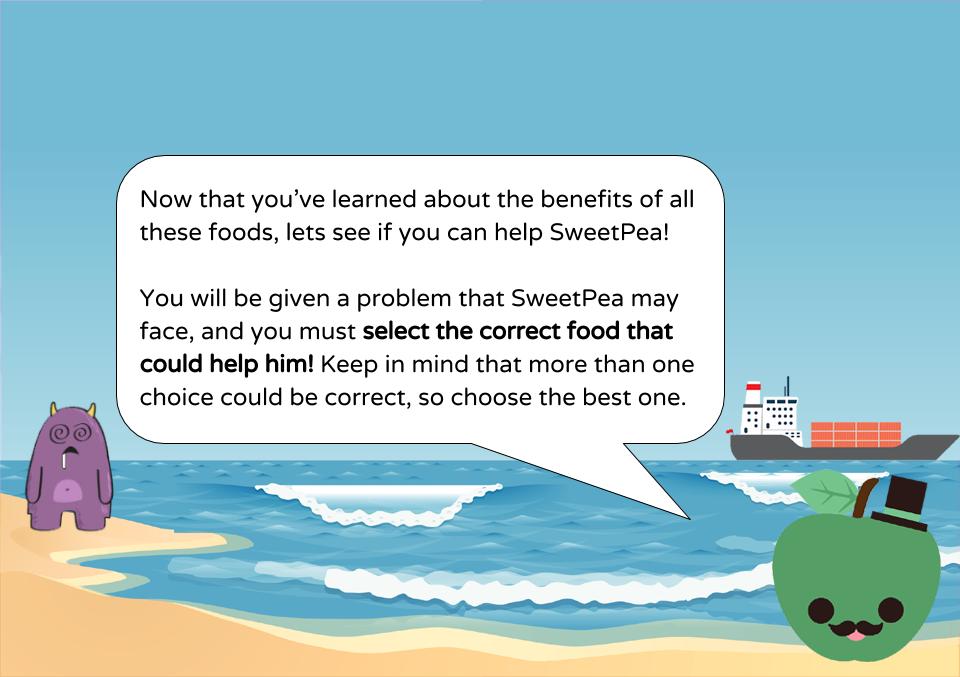 Now that you’ve learned about the benefits of all
these foods, lets see if you can help SweetPea!
You will be given a problem that SweetPea may
face, and you must select the correct food that
could help him! Keep in mind that more than one
choice could be correct, so choose the best one.